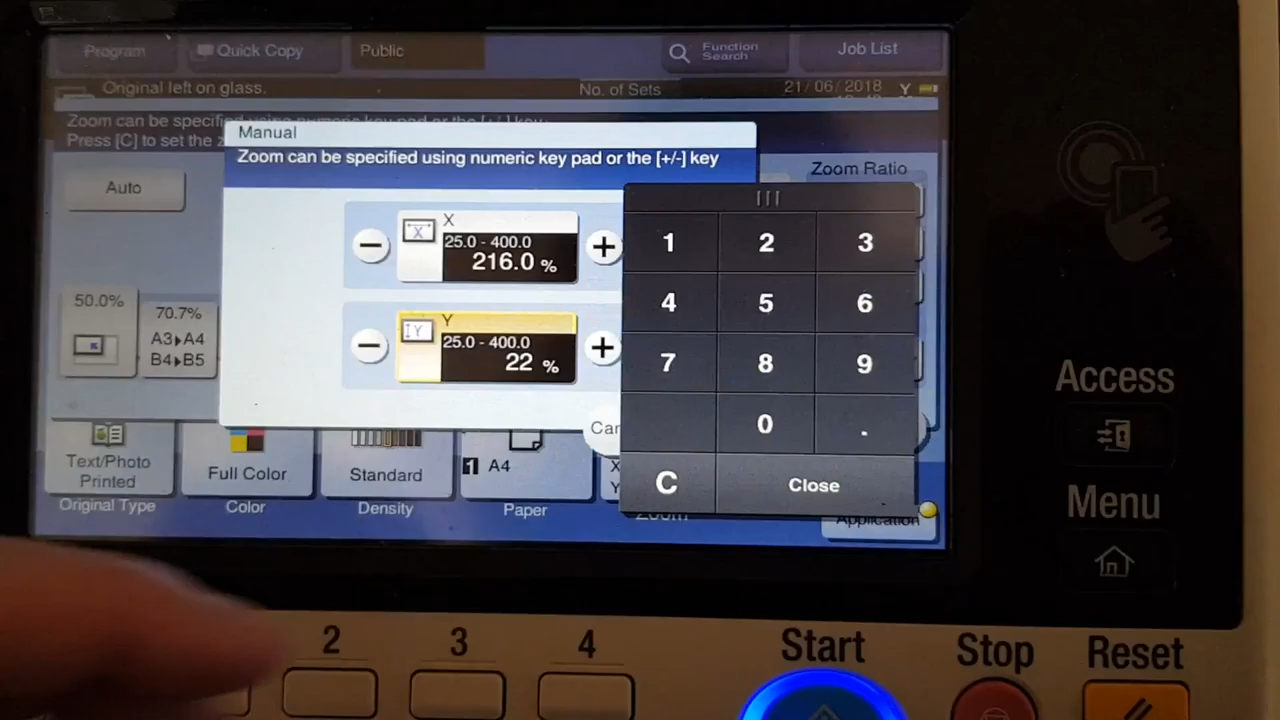 Program
Quick Copy
Public
Function
Search
Job List
Original left on glass.
No. of Sets
21/06/2018
Y
Zoom can be specified using numeric key pad or the [+/-] key
Press [C] to set the z
Manual
Zoom can be specified using numeric key pad or the [+/-] key
Auto
Zoom Ratio
X
X
25.0 - 400.0
216.0 %
Y
Y
25.0 - 400.0
22 %
1 2 3
4 5 6
7 8 9
0 .
C Close
50.0%
70.7%
A3▸A4
B4▸B5
Can
Text/Photo
Printed
Original Type
Full Color
Color
Standard
Density
1 A4
Paper
X
Y
Zoom
Application
Access
Menu
2 3 4
Start
Stop
Reset